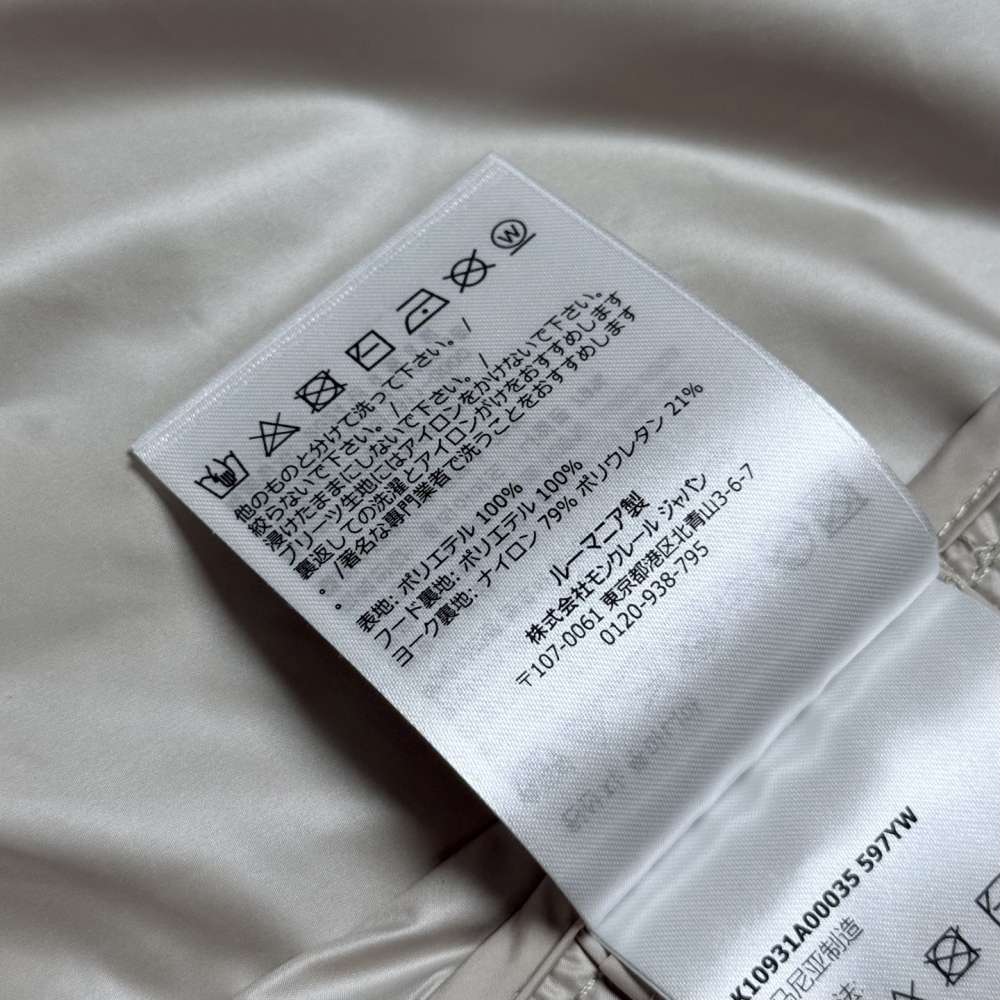 他のものと分けて洗って下さい。/
絞らないで下さい。/
浸けたままにしないで下さい。/
プリーツ生地にはアイロンをかけないで下さい。
裏返しての洗濯とアイロンがけをおすすめします
。/著名な専門業者で洗うことをおすすめします
。
表地: ポリエテル 100%
フード裏地: ポリエテル 100%
ヨーク裏地: ナイロン 79% ポリウレタン 21%
ルーマニア製
株式会社モンクレール ジャパン
〒107-0061 東京都港区北青山3-6-7
0120-938-795
K10931A00035 597YW
马尼亚制造